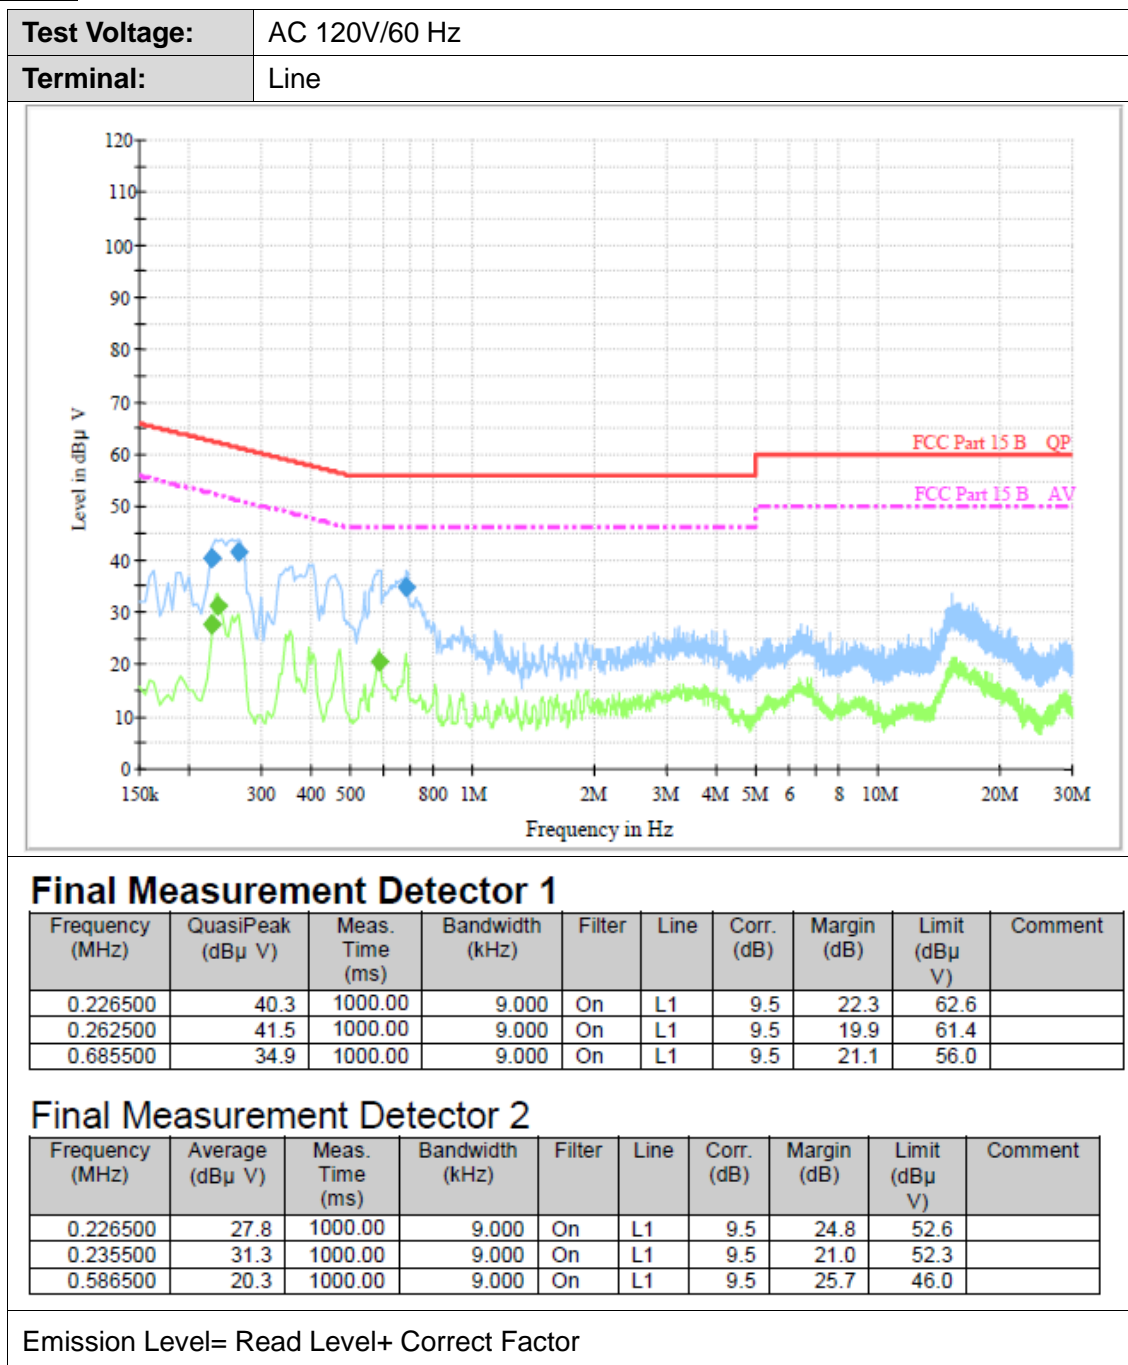 Test Voltage: AC 120V/60 Hz
Terminal: Line
120
110
100
90
80
70
60
50
40
30
20
10
0
Level in dBμ V
FCC Part 15 B QP
FCC Part 15 B AV
150k 300 400 500 800 1M 2M 3M 4M 5M 6 8 10M 20M 30M
Frequency in Hz
Final Measurement Detector 1
Frequency (MHz) QuasiPeak (dBμ V) Meas. Time (ms) Bandwidth (kHz) Filter Line Corr. (dB) Margin (dB) Limit (dBμ V) Comment
0.226500 40.3 1000.00 9.000 On L1 9.5 22.3 62.6
0.262500 41.5 1000.00 9.000 On L1 9.5 19.9 61.4
0.685500 34.9 1000.00 9.000 On L1 9.5 21.1 56.0
Final Measurement Detector 2
Frequency (MHz) Average (dBμ V) Meas. Time (ms) Bandwidth (kHz) Filter Line Corr. (dB) Margin (dB) Limit (dBμ V) Comment
0.226500 27.8 1000.00 9.000 On L1 9.5 24.8 52.6
0.235500 31.3 1000.00 9.000 On L1 9.5 21.0 52.3
0.586500 20.3 1000.00 9.000 On L1 9.5 25.7 46.0
Emission Level= Read Level+ Correct Factor